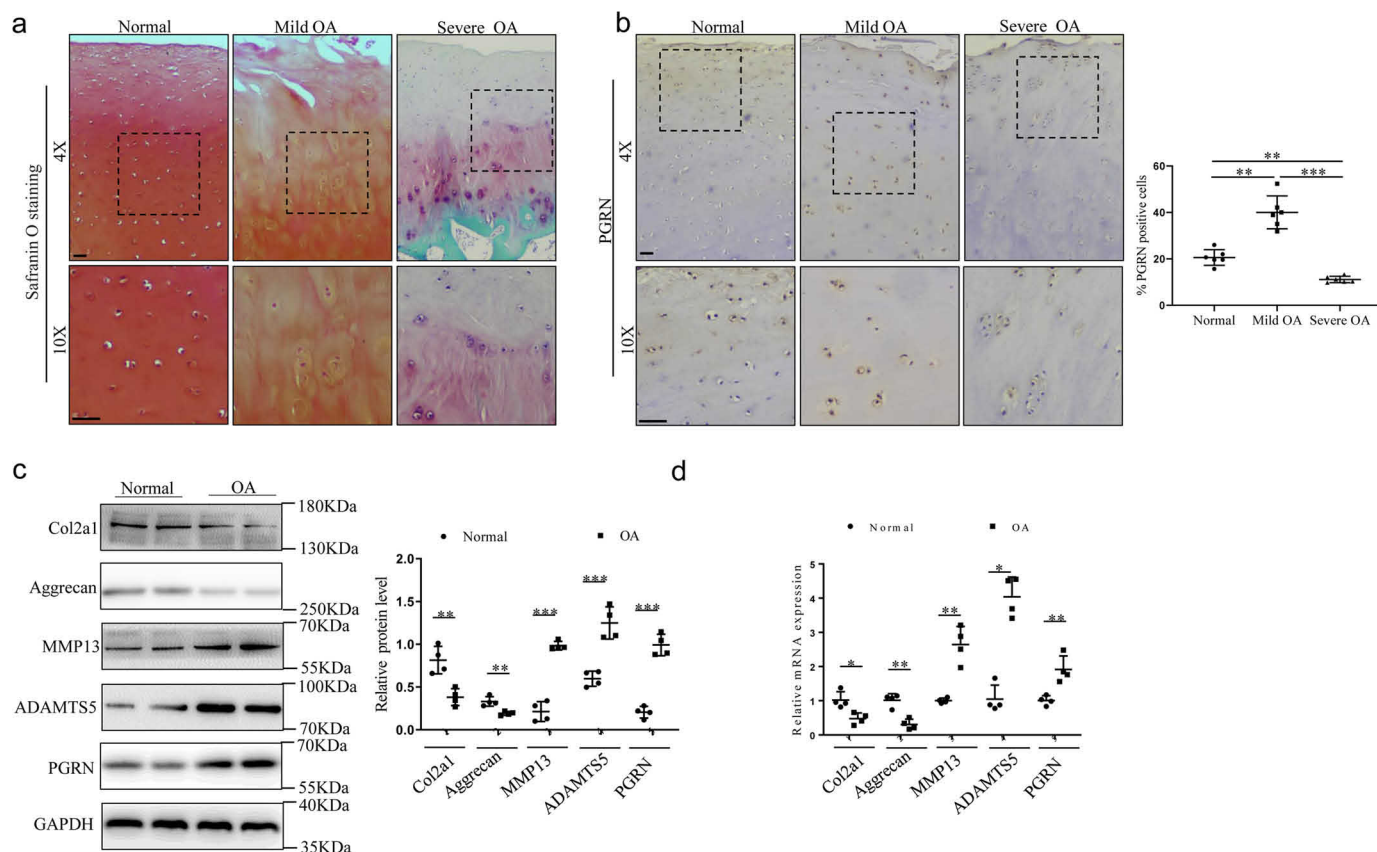 a
Normal
Mild OA
Severe OA
Safranin O staining
4X
10X
b
Normal
Mild OA
Severe OA
PGRN
4X
10X
% PGRN positive cells
60
40
20
0
**
**
***
Normal
Mild OA
Severe OA
c
Normal
OA
Col2a1
180KDa
130KDa
Aggrecan
250KDa
MMP13
70KDa
55KDa
ADAMTS5
100KDa
70KDa
PGRN
70KDa
55KDa
GAPDH
40KDa
35KDa
Normal
OA
Relative protein level
2.0
1.5
1.0
0.5
0.0
**
**
***
***
***
Col2a1
Aggrecan
MMP13
ADAMTS5
PGRN
d
Normal
OA
Relative mRNA expression
5
4
3
2
1
0
*
**
**
*
**
Col2a1
Aggrecan
MMP13
ADAMTS5
PGRN